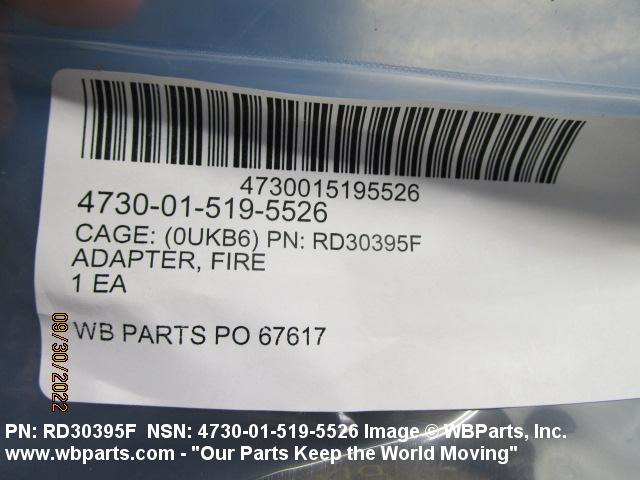 4730015195526
4730-01-519-5526
CAGE: (0UKB6) PN: RD30395F
ADAPTER, FIRE
1 EA
WB PARTS PO 67617
09/30/2022
PN: RD30395F NSN: 4730-01-519-5526 Image © WBParts, Inc.
www.wbparts.com - "Our Parts Keep the World Moving"